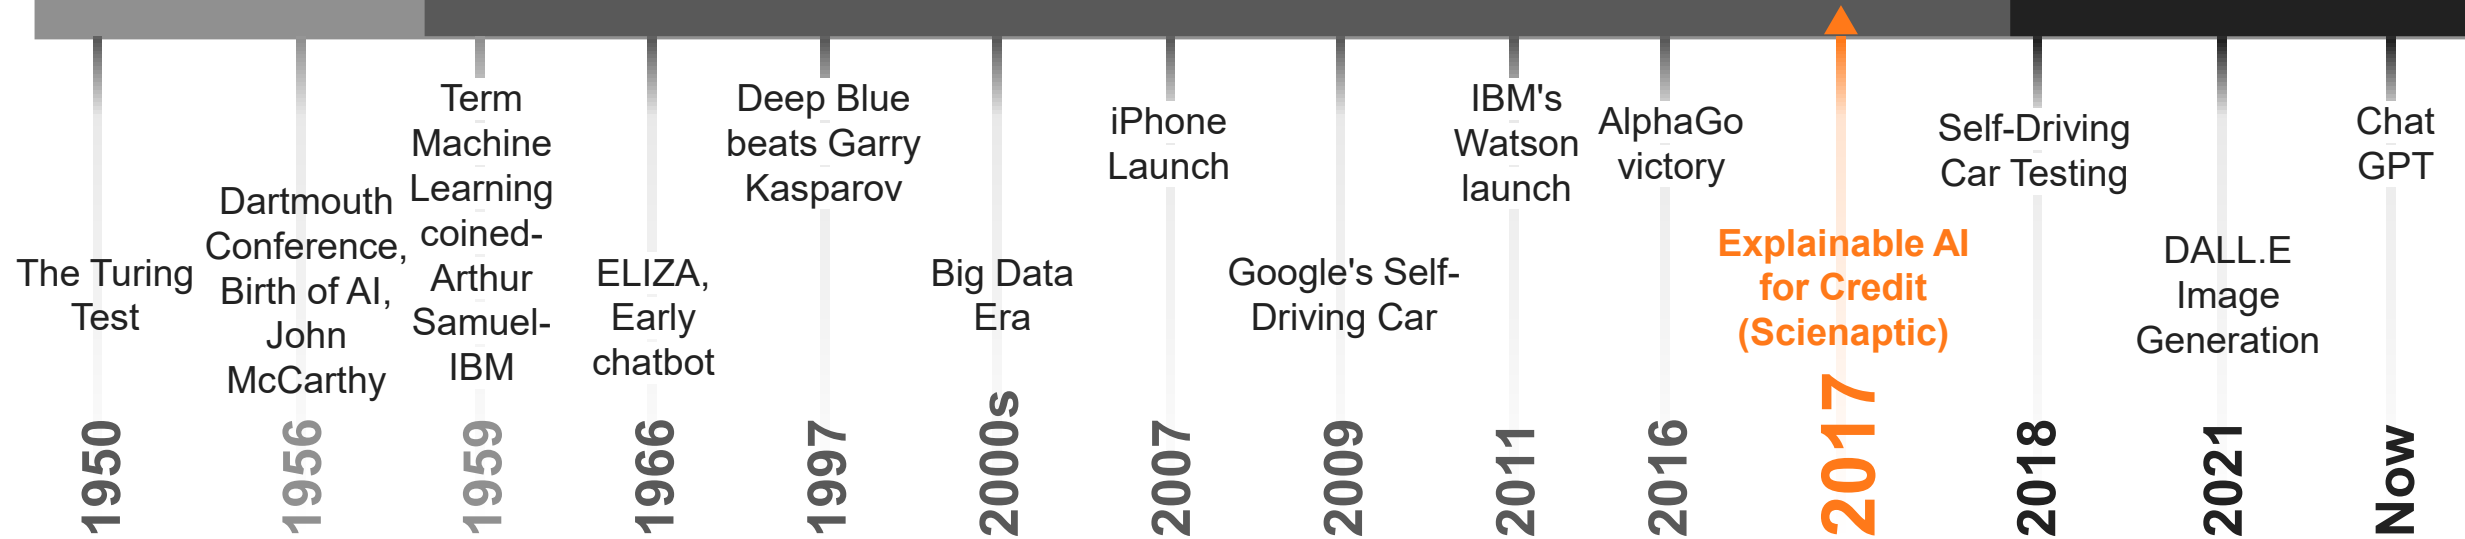 The Turing
Test
1950
Dartmouth
Conference,
Birth of AI,
John
McCarthy
1956
Term
Machine
Learning
coined-
Arthur
Samuel-
IBM
1959
ELIZA,
Early
chatbot
1966
Deep Blue
beats Garry
Kasparov
1997
Big Data
Era
2000s
iPhone
Launch
2007
Google's Self-
Driving Car
2009
IBM's
Watson
launch
2011
AlphaGo
victory
2016
Explainable AI
for Credit
(Scienaptic)
2017
Self-Driving
Car Testing
2018
DALL.E
Image
Generation
2021
Chat
GPT
Now